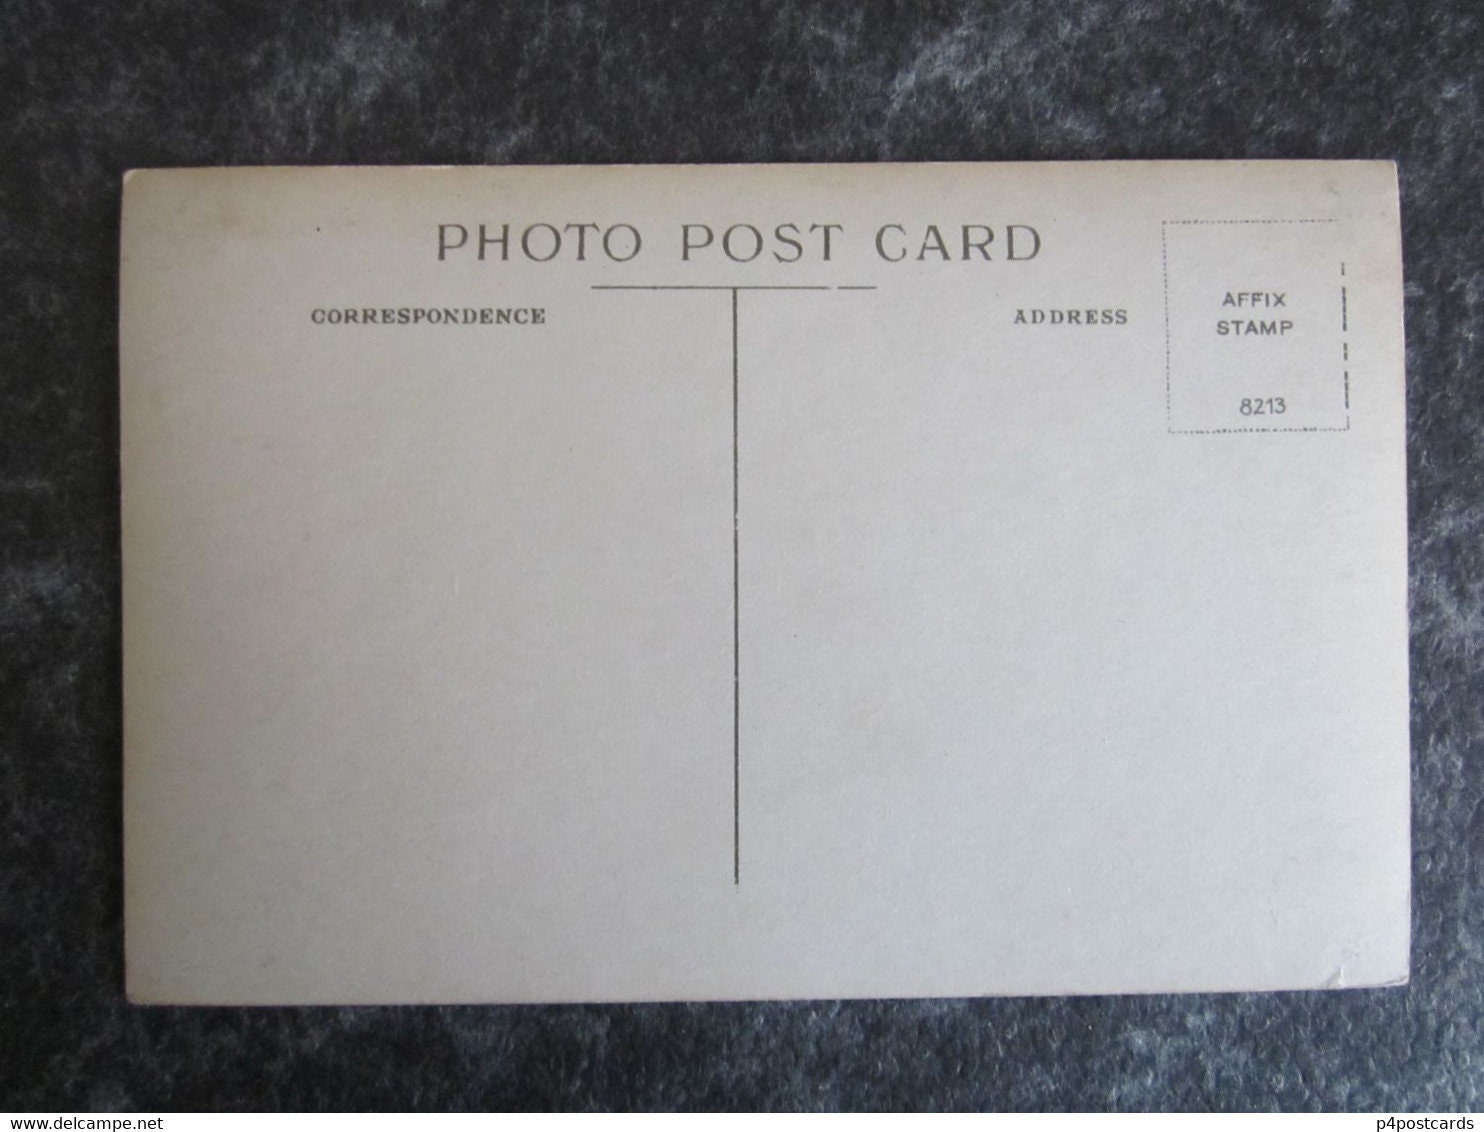 PHOTO POST CARD
CORRESPONDENCE
ADDRESS
AFFIX
STAMP
8213
www.delcampe.net
p4postcards